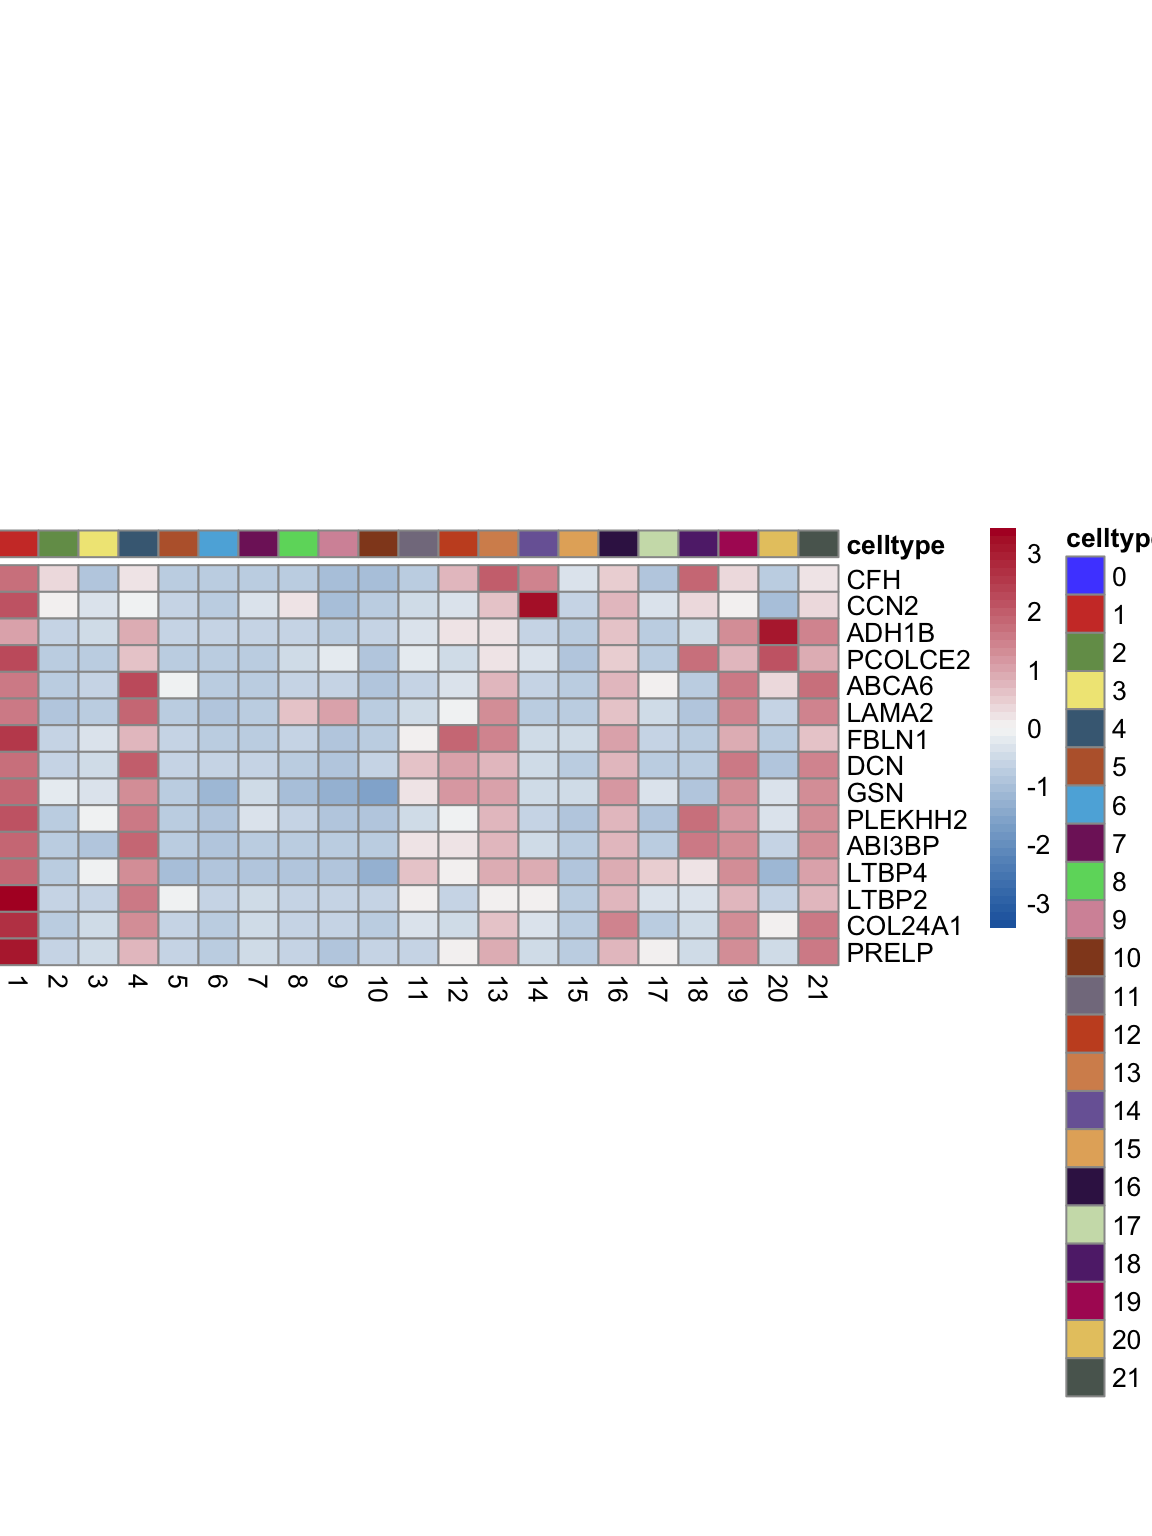 celltype
CFH
CCN2
ADH1B
PCOLCE2
ABCA6
LAMA2
FBLN1
DCN
GSN
PLEKHH2
ABI3BP
LTBP4
LTBP2
COL24A1
PRELP
1 2 3 4 5 6 7 8 9 10 11 12 13 14 15 16 17 18 19 20 21
3
2
1
0
-1
-2
-3
celltype
0
1
2
3
4
5
6
7
8
9
10
11
12
13
14
15
16
17
18
19
20
21